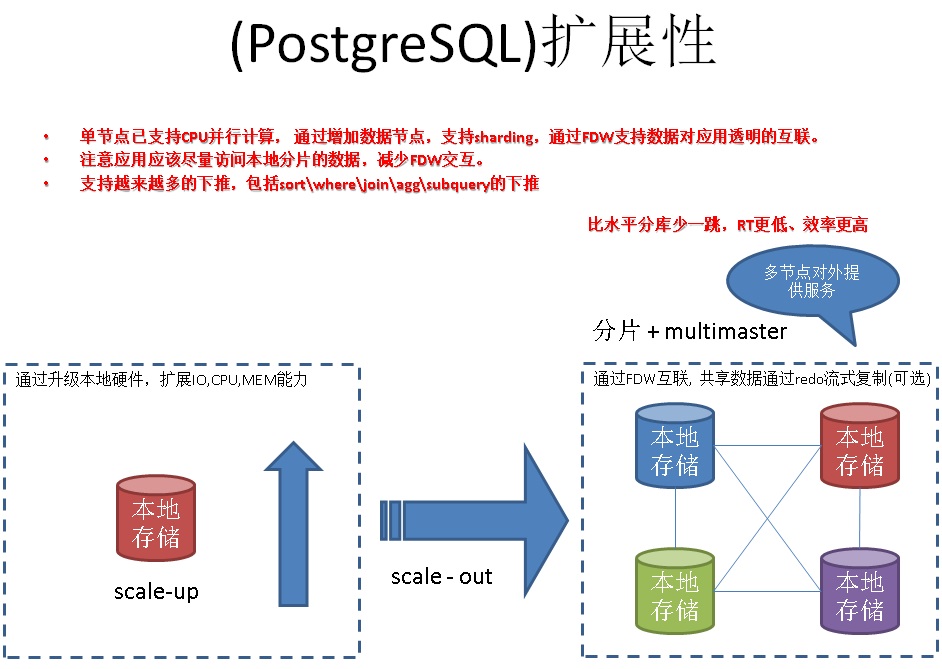 (PostgreSQL)扩展性
• 单节点已支持CPU并行计算， 通过增加数据节点，支持sharding，通过FDW支持数据对应用透明的互联。
• 注意应用应该尽量访问本地分片的数据，减少FDW交互。
• 支持越来越多的下推，包括sort\where\join\agg\subquery的下推
比水平分库少一跳，RT更低、效率更高
多节点对外提
供服务
分片 + multimaster
通过升级本地硬件，扩展IO,CPU,MEM能力
本地
存储
scale-up
scale - out
通过FDW互联, 共享数据通过redo流式复制(可选)
本地
存储
本地
存储
本地
存储
本地
存储